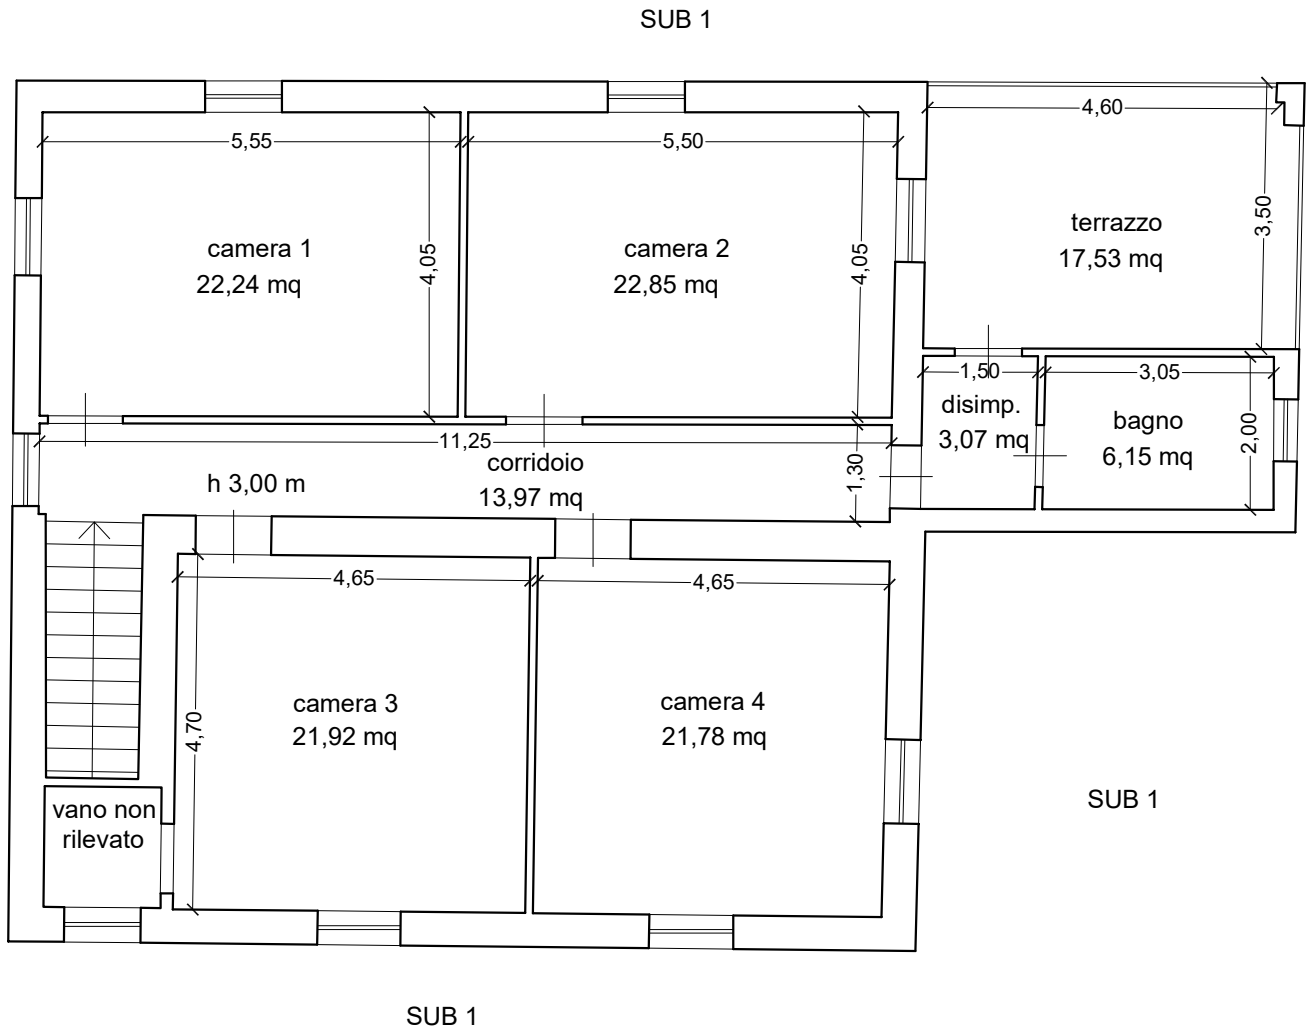 SUB 1
4,60
5,55
5,50
3,50
camera 1
22,24 mq
4,05
camera 2
22,85 mq
4,05
terrazzo
17,53 mq
1,50
3,05
disimp.
3,07 mq
bagno
6,15 mq
2,00
11,25
corridoio
13,97 mq
1,30
h 3,00 m
4,65
4,65
4,70
camera 3
21,92 mq
camera 4
21,78 mq
vano non
rilevato
SUB 1
SUB 1